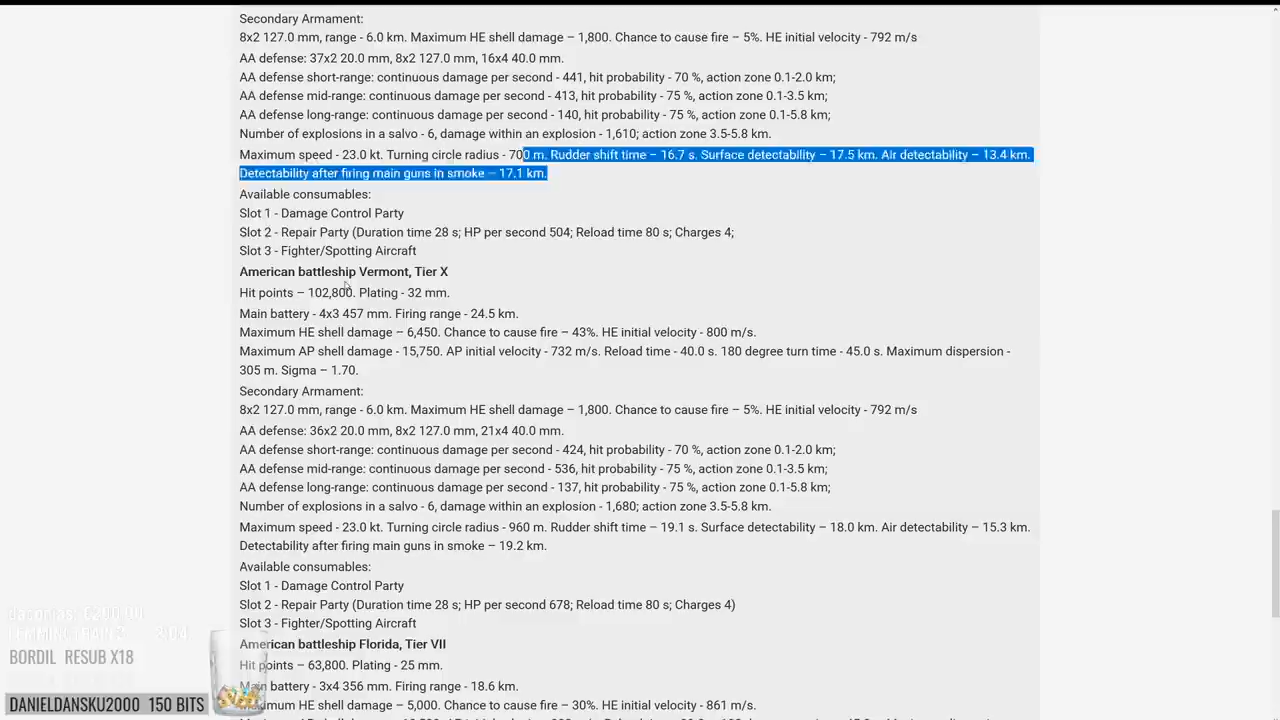 Secondary Armament:
8x2 127.0 mm, range - 6.0 km. Maximum HE shell damage – 1,800. Chance to cause fire – 5%. HE initial velocity - 792 m/s
AA defense: 37x2 20.0 mm, 8x2 127.0 mm, 16x4 40.0 mm.
AA defense short-range: continuous damage per second - 441, hit probability - 70 %, action zone 0.1-2.0 km;
AA defense mid-range: continuous damage per second - 413, hit probability - 75 %, action zone 0.1-3.5 km;
AA defense long-range: continuous damage per second - 140, hit probability - 75 %, action zone 0.1-5.8 km;
Number of explosions in a salvo - 6, damage within an explosion - 1,610; action zone 3.5-5.8 km.
Maximum speed - 23.0 kt. Turning circle radius - 700 m. Rudder shift time – 16.7 s. Surface detectability – 17.5 km. Air detectability – 13.4 km.
Detectability after firing main guns in smoke – 17.1 km.
Available consumables:
Slot 1 - Damage Control Party
Slot 2 - Repair Party (Duration time 28 s; HP per second 504; Reload time 80 s; Charges 4;
Slot 3 - Fighter/Spotting Aircraft
American battleship Vermont, Tier X
Hit points – 102,800. Plating - 32 mm.
Main battery - 4x3 457 mm. Firing range - 24.5 km.
Maximum HE shell damage – 6,450. Chance to cause fire – 43%. HE initial velocity - 800 m/s.
Maximum AP shell damage - 15,750. AP initial velocity - 732 m/s. Reload time - 40.0 s. 180 degree turn time - 45.0 s. Maximum dispersion -
305 m. Sigma – 1.70.
Secondary Armament:
8x2 127.0 mm, range - 6.0 km. Maximum HE shell damage – 1,800. Chance to cause fire – 5%. HE initial velocity - 792 m/s
AA defense: 36x2 20.0 mm, 8x2 127.0 mm, 21x4 40.0 mm.
AA defense short-range: continuous damage per second - 424, hit probability - 70 %, action zone 0.1-2.0 km;
AA defense mid-range: continuous damage per second - 536, hit probability - 75 %, action zone 0.1-3.5 km;
AA defense long-range: continuous damage per second - 137, hit probability - 75 %, action zone 0.1-5.8 km;
Number of explosions in a salvo - 6, damage within an explosion - 1,680; action zone 3.5-5.8 km.
Maximum speed - 23.0 kt. Turning circle radius - 960 m. Rudder shift time – 19.1 s. Surface detectability – 18.0 km. Air detectability – 15.3 km.
Detectability after firing main guns in smoke – 19.2 km.
Available consumables:
Slot 1 - Damage Control Party
Slot 2 - Repair Party (Duration time 28 s; HP per second 678; Reload time 80 s; Charges 4)
Slot 3 - Fighter/Spotting Aircraft
American battleship Florida, Tier VII
Hit points – 63,800. Plating - 25 mm.
Main battery - 3x4 356 mm. Firing range - 18.6 km.
Maximum HE shell damage – 5,000. Chance to cause fire – 30%. HE initial velocity - 861 m/s.
BORDIL RESUB X18
DANIELDANSKU2000 150 BITS